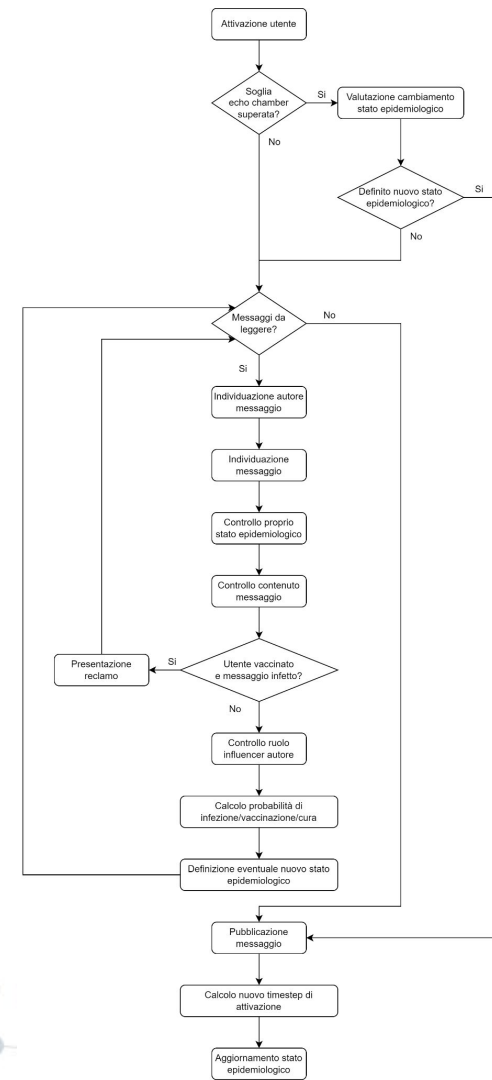 Attivazione utente
Soglia
echo chamber
superata?
Si
Valutazione cambiamento
stato epidemiologico
No
Definito nuovo stato
epidemiologico?
Si
No
Messaggi da
leggere?
No
Si
Individuazione autore
messaggio
Individuazione
messaggio
Controllo proprio
stato epidemiologico
Controllo contenuto
messaggio
Utente vaccinato
e messaggio infetto?
Si
Presentazione
reclamo
No
Controllo ruolo
influencer autore
Calcolo probabilità di
infezione/vaccinazione/cura
Definizione eventuale nuovo stato
epidemiologico
Pubblicazione
messaggio
Calcolo nuovo timestep di
attivazione
Aggiornamento stato
epidemiologico